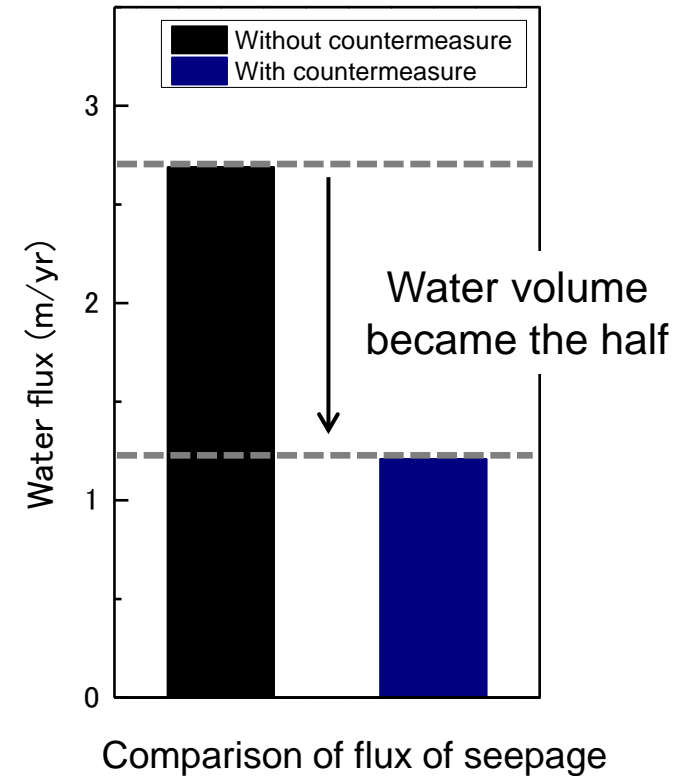 Without countermeasure
With countermeasure
3
2
1
0
Water flux (m/yr)
Water volume
became the half
Comparison of flux of seepage